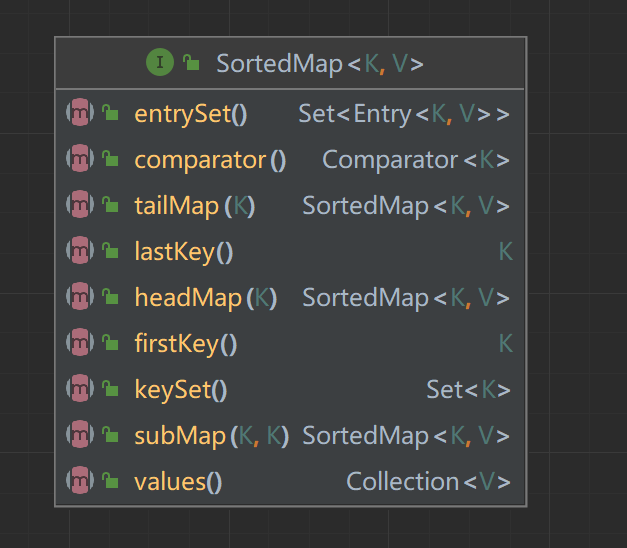 I SortedMap<K, V>
m entrySet() Set<Entry<K, V>>
m comparator() Comparator<K>
m tailMap(K) SortedMap<K, V>
m lastKey() K
m headMap(K) SortedMap<K, V>
m firstKey() K
m keySet() Set<K>
m subMap(K, K) SortedMap<K, V>
m values() Collection<V>